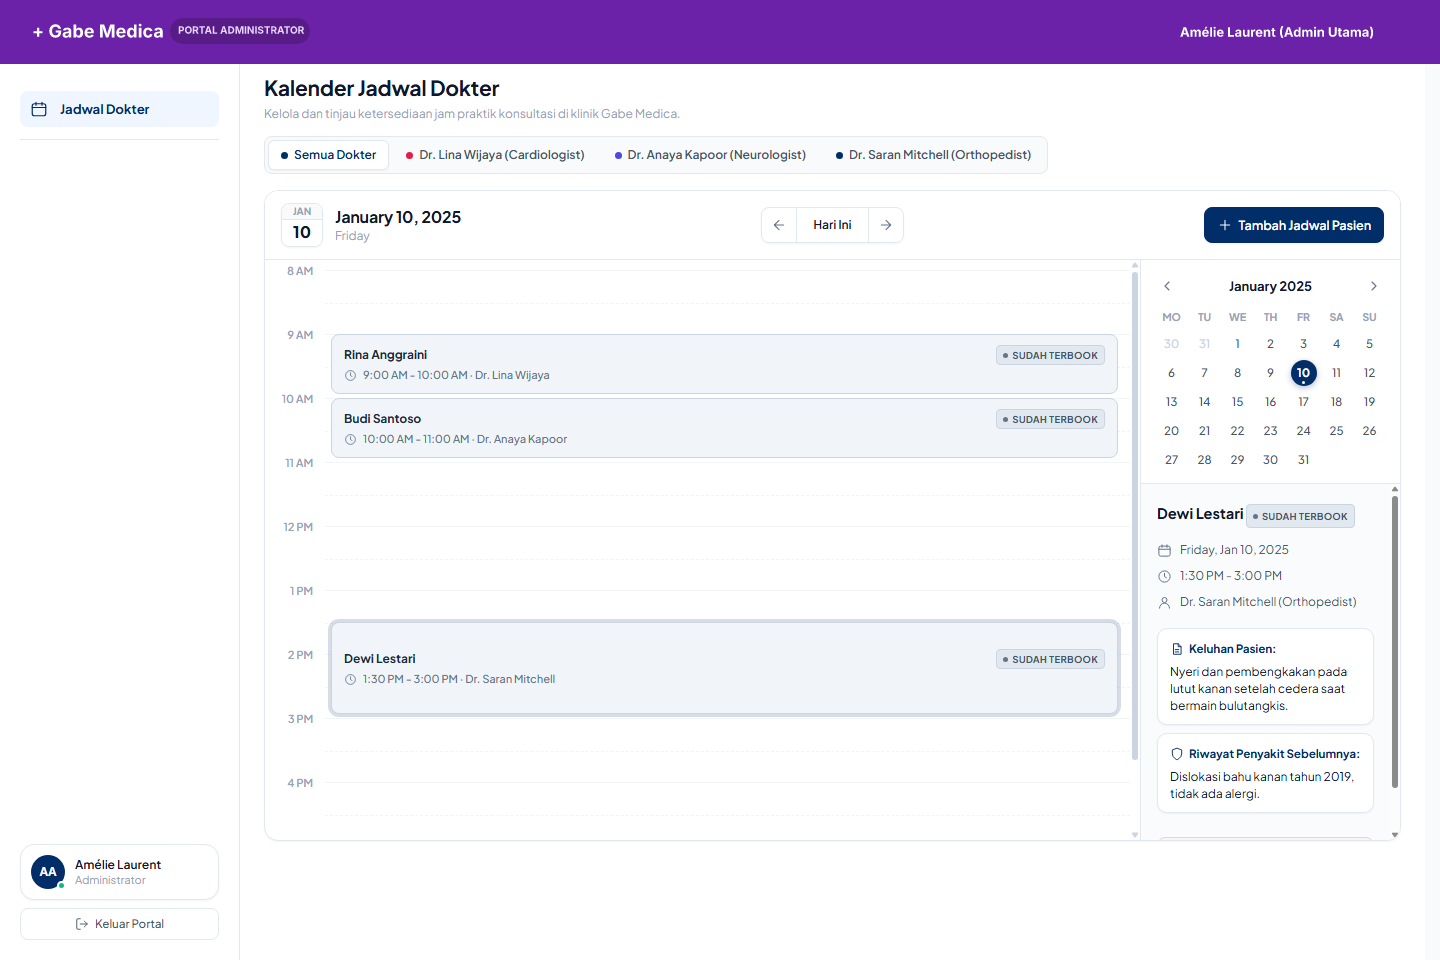 + Gabe Medica
PORTAL ADMINISTRATOR
Amélie Laurent (Admin Utama)
Jadwal Dokter
Kalender Jadwal Dokter
Kelola dan tinjau ketersediaan jam praktik konsultasi di klinik Gabe Medica.
Semua Dokter
Dr. Lina Wijaya (Cardiologist)
Dr. Anaya Kapoor (Neurologist)
Dr. Saran Mitchell (Orthopedist)
JAN
10
January 10, 2025
Friday
Hari Ini
Tambah Jadwal Pasien
8 AM
9 AM
Rina Anggraini
SUDAH TERBOOK
9:00 AM - 10:00 AM · Dr. Lina Wijaya
10 AM
Budi Santoso
SUDAH TERBOOK
10:00 AM - 11:00 AM · Dr. Anaya Kapoor
11 AM
12 PM
1 PM
2 PM
Dewi Lestari
SUDAH TERBOOK
1:30 PM - 3:00 PM · Dr. Saran Mitchell
3 PM
4 PM
January 2025
MO TU WE TH FR SA SU
30 31 1 2 3 4 5
6 7 8 9 10 11 12
13 14 15 16 17 18 19
20 21 22 23 24 25 26
27 28 29 30 31
Dewi Lestari
SUDAH TERBOOK
Friday, Jan 10, 2025
1:30 PM - 3:00 PM
Dr. Saran Mitchell (Orthopedist)
Keluhan Pasien:
Nyeri dan pembengkakan pada
lutut kanan setelah cedera saat
bermain bulutangkis.
Riwayat Penyakit Sebelumnya:
Dislokasi bahu kanan tahun 2019,
tidak ada alergi.
AA
Amélie Laurent
Administrator
Keluar Portal